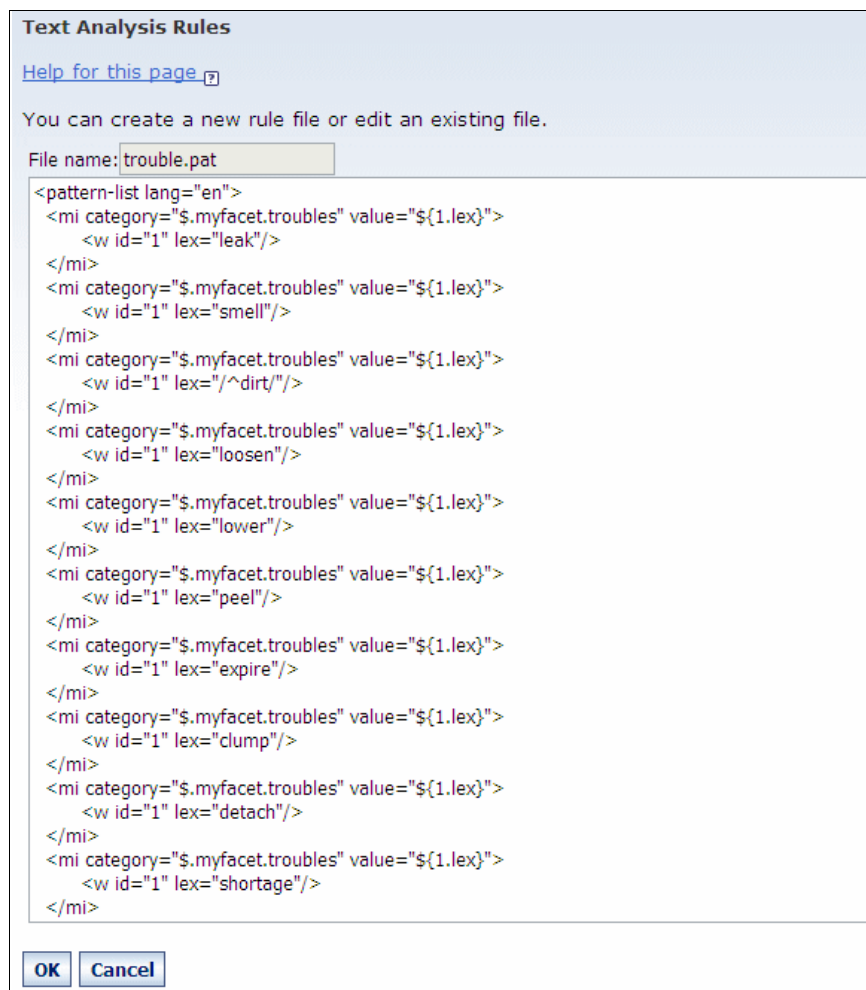 Text Analysis Rules
Help for this page ?
You can create a new rule file or edit an existing file.
File name: trouble.pat
<pattern-list lang="en">
<mi category="$.myfacet.troubles" value="${1.lex}">
<w id="1" lex="leak"/>
</mi>
<mi category="$.myfacet.troubles" value="${1.lex}">
<w id="1" lex="smell"/>
</mi>
<mi category="$.myfacet.troubles" value="${1.lex}">
<w id="1" lex="/^dirt/"/>
</mi>
<mi category="$.myfacet.troubles" value="${1.lex}">
<w id="1" lex="loosen"/>
</mi>
<mi category="$.myfacet.troubles" value="${1.lex}">
<w id="1" lex="lower"/>
</mi>
<mi category="$.myfacet.troubles" value="${1.lex}">
<w id="1" lex="peel"/>
</mi>
<mi category="$.myfacet.troubles" value="${1.lex}">
<w id="1" lex="expire"/>
</mi>
<mi category="$.myfacet.troubles" value="${1.lex}">
<w id="1" lex="clump"/>
</mi>
<mi category="$.myfacet.troubles" value="${1.lex}">
<w id="1" lex="detach"/>
</mi>
<mi category="$.myfacet.troubles" value="${1.lex}">
<w id="1" lex="shortage"/>
</mi>
OK Cancel